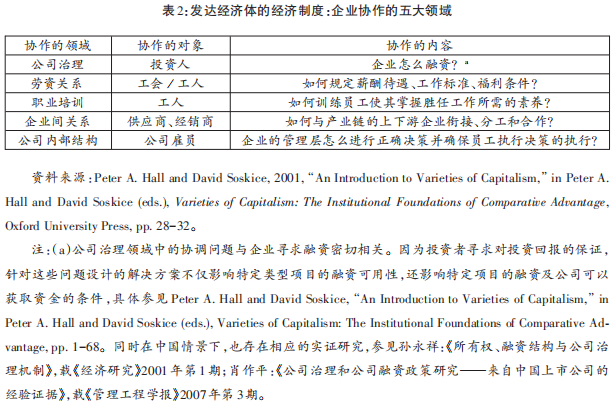 表2：发达经济体的经济制度：企业协作的五大领域
协作的领域 协作的对象 协作的内容
公司治理 投资人 企业怎么融资？ª
劳资关系 工会／工人 如何规定薪酬待遇、工作标准、福利条件？
职业培训 工人 如何训练员工使其掌握胜任工作所需的素养？
企业间关系 供应商、经销商 如何与产业链的上下游企业衔接、分工和合作？
公司内部结构 公司雇员 企业的管理层怎么进行正确决策并确保员工执行决策的执行？
资料来源：Peter A. Hall and David Soskice, 2001, “An Introduction to Varieties of Capitalism,” in Peter A.
Hall and David Soskice (eds.), Varieties of Capitalism: The Institutional Foundations of Comparative Advantage,
Oxford University Press, pp. 28-32。
注：(a)公司治理领域中的协调问题与企业寻求融资密切相关。因为投资者寻求对投资回报的保证，
针对这些问题设计的解决方案不仅影响特定类型项目的融资可用性，还影响特定项目的融资及公司可以
获取资金的条件，具体参见 Peter A. Hall and David Soskice, “An Introduction to Varieties of Capitalism,” in
Peter A. Hall and David Soskice (eds.), Varieties of Capitalism: The Institutional Foundations of Comparative Ad-
vantage, pp. 1-68。同时在中国情景下，也存在相应的实证研究，参见孙永祥：《所有权、融资结构与公司治
理机制》，载《经济研究》2001年第1期；肖作平：《公司治理和公司融资政策研究——来自中国上市公司的
经验证据》，载《管理工程学报》2007年第3期。